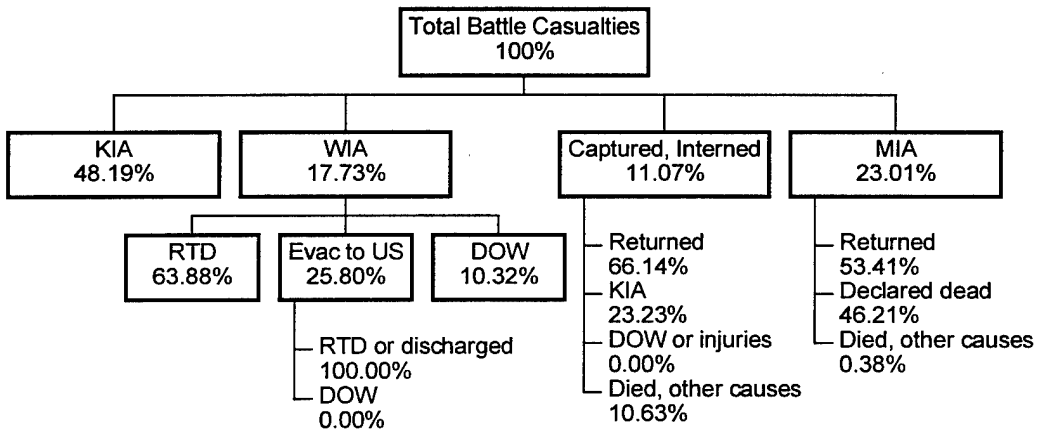 Total Battle Casualties
100%
KIA
48.19%
WIA
17.73%
Captured, Interned
11.07%
MIA
23.01%
RTD
63.88%
Evac to US
25.80%
DOW
10.32%
RTD or discharged
100.00%
DOW
0.00%
Returned
66.14%
KIA
23.23%
DOW or injuries
0.00%
Died, other causes
10.63%
Returned
53.41%
Declared dead
46.21%
Died, other causes
0.38%